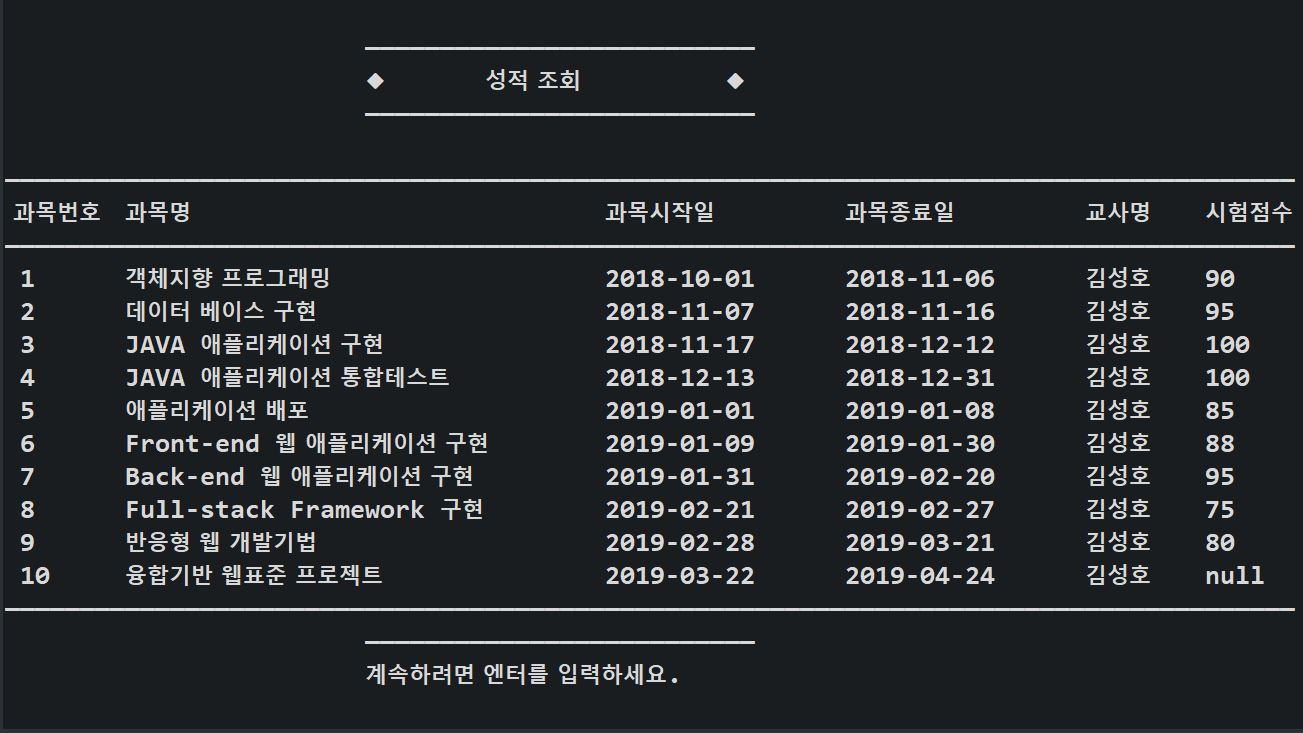 ◆ 성적 조회 ◆
과목번호 과목명 과목시작일 과목종료일 교사명 시험점수
1 객체지향 프로그래밍 2018-10-01 2018-11-06 김성호 90
2 데이터 베이스 구현 2018-11-07 2018-11-16 김성호 95
3 JAVA 애플리케이션 구현 2018-11-17 2018-12-12 김성호 100
4 JAVA 애플리케이션 통합테스트 2018-12-13 2018-12-31 김성호 100
5 애플리케이션 배포 2019-01-01 2019-01-08 김성호 85
6 Front-end 웹 애플리케이션 구현 2019-01-09 2019-01-30 김성호 88
7 Back-end 웹 애플리케이션 구현 2019-01-31 2019-02-20 김성호 95
8 Full-stack Framework 구현 2019-02-21 2019-02-27 김성호 75
9 반응형 웹 개발기법 2019-02-28 2019-03-21 김성호 80
10 융합기반 웹표준 프로젝트 2019-03-22 2019-04-24 김성호 null
계속하려면 엔터를 입력하세요.